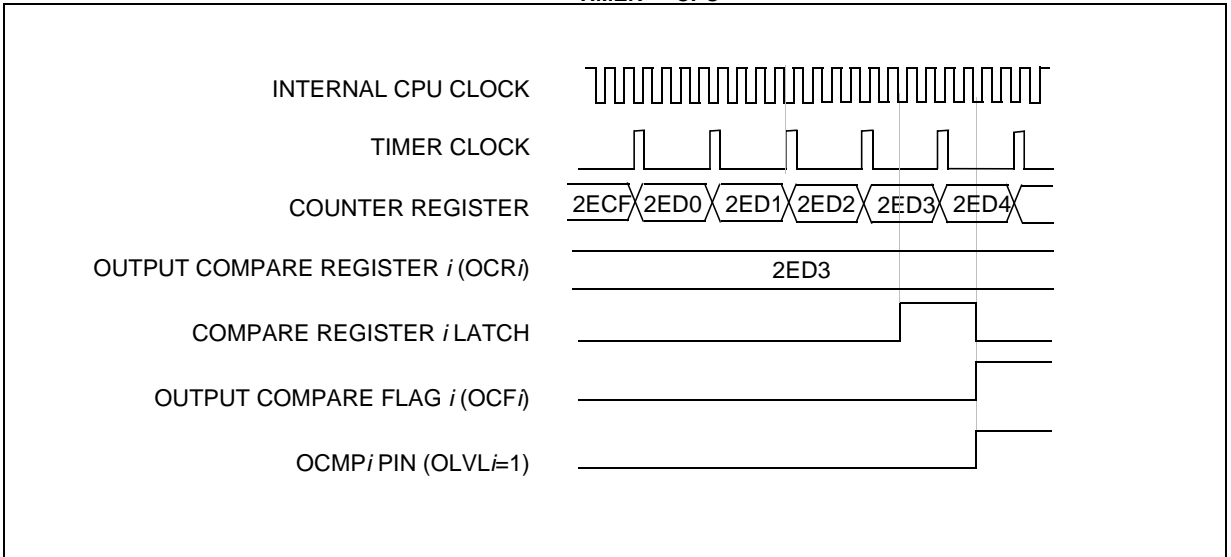 INTERNAL CPU CLOCK
TIMER CLOCK
COUNTER REGISTER 2ECF 2ED0 2ED1 2ED2 2ED3 2ED4
OUTPUT COMPARE REGISTER i (OCRi) 2ED3
COMPARE REGISTER i LATCH
OUTPUT COMPARE FLAG i (OCFi)
OCMPi PIN (OLVLi=1)